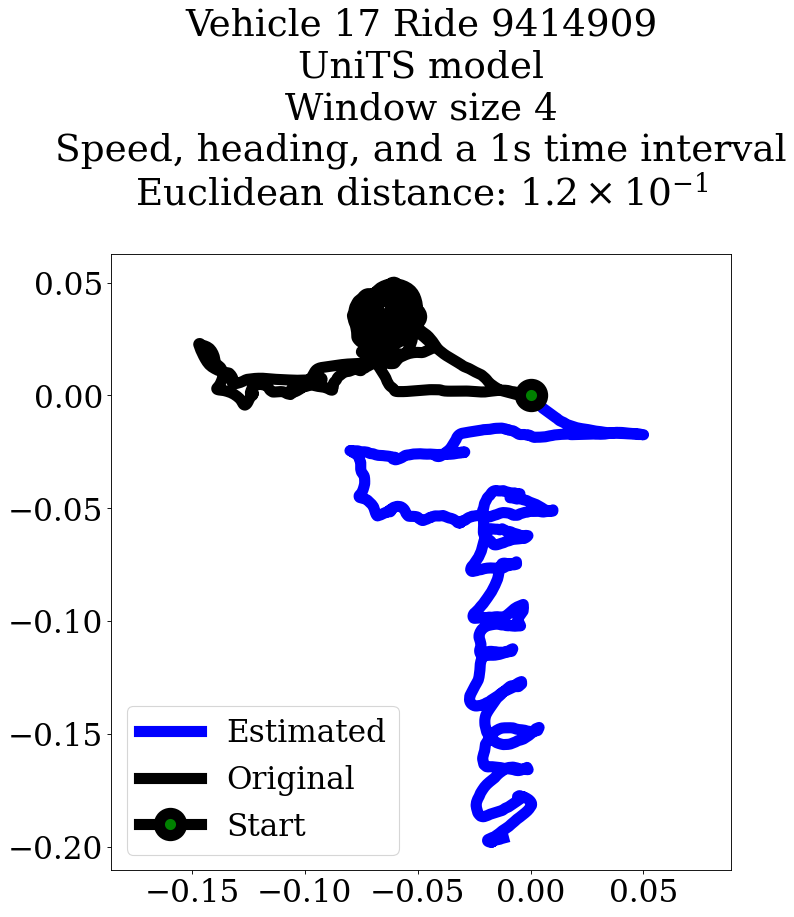 Vehicle 17 Ride 9414909
UniTS model
Window size 4
Speed, heading, and a 1s time interval
Euclidean distance: 1.2 × 10⁻¹
0.05
0.00
−0.05
−0.10
−0.15
−0.20
Estimated
Original
Start
−0.15 −0.10 −0.05 0.00 0.05